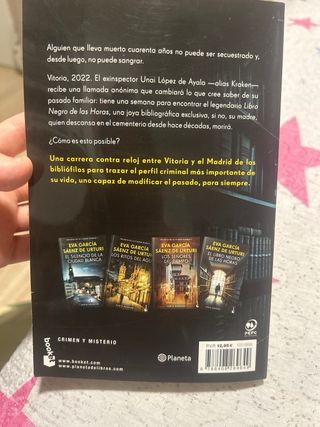 Alguien que lleva muerto cuarenta años no puede ser secuestrado y,
desde luego, no puede sangrar.
Vitoria, 2022. El exinspector Unai López de Ayala —alias Kraken—
recibe una llamada anónima que cambiará lo que cree saber de su
pasado familiar: tiene una semana para encontrar el legendario Libro
Negro de las Horas, una joya bibliográfica exclusiva, si no, su madre,
quien descansa en el cementerio desde hace décadas, morirá.
¿Cómo es esto posible?
Una carrera contra reloj entre Vitoria y el Madrid de los
bibliófilos para trazar el perfil criminal más importante de
su vida, uno capaz de modificar el pasado, para siempre.
EVA GARCÍA
SÁENZ DE URTURI
EL SILENCIO DE LA
CIUDAD BLANCA
EVA GARCÍA
SÁENZ DE URTURI
LOS RITOS DEL AGUA
EVA GARCÍA
SÁENZ DE URTURI
LOS SEÑORES
DEL TIEMPO
EVA GARCÍA
SÁENZ DE URTURI
EL LIBRO NEGRO
DE LAS HORAS
PEFC
CRIMEN Y MISTERIO
P.V.P. 12,95 €
booket
www.booket.com
www.planetadelibros.com
Planeta